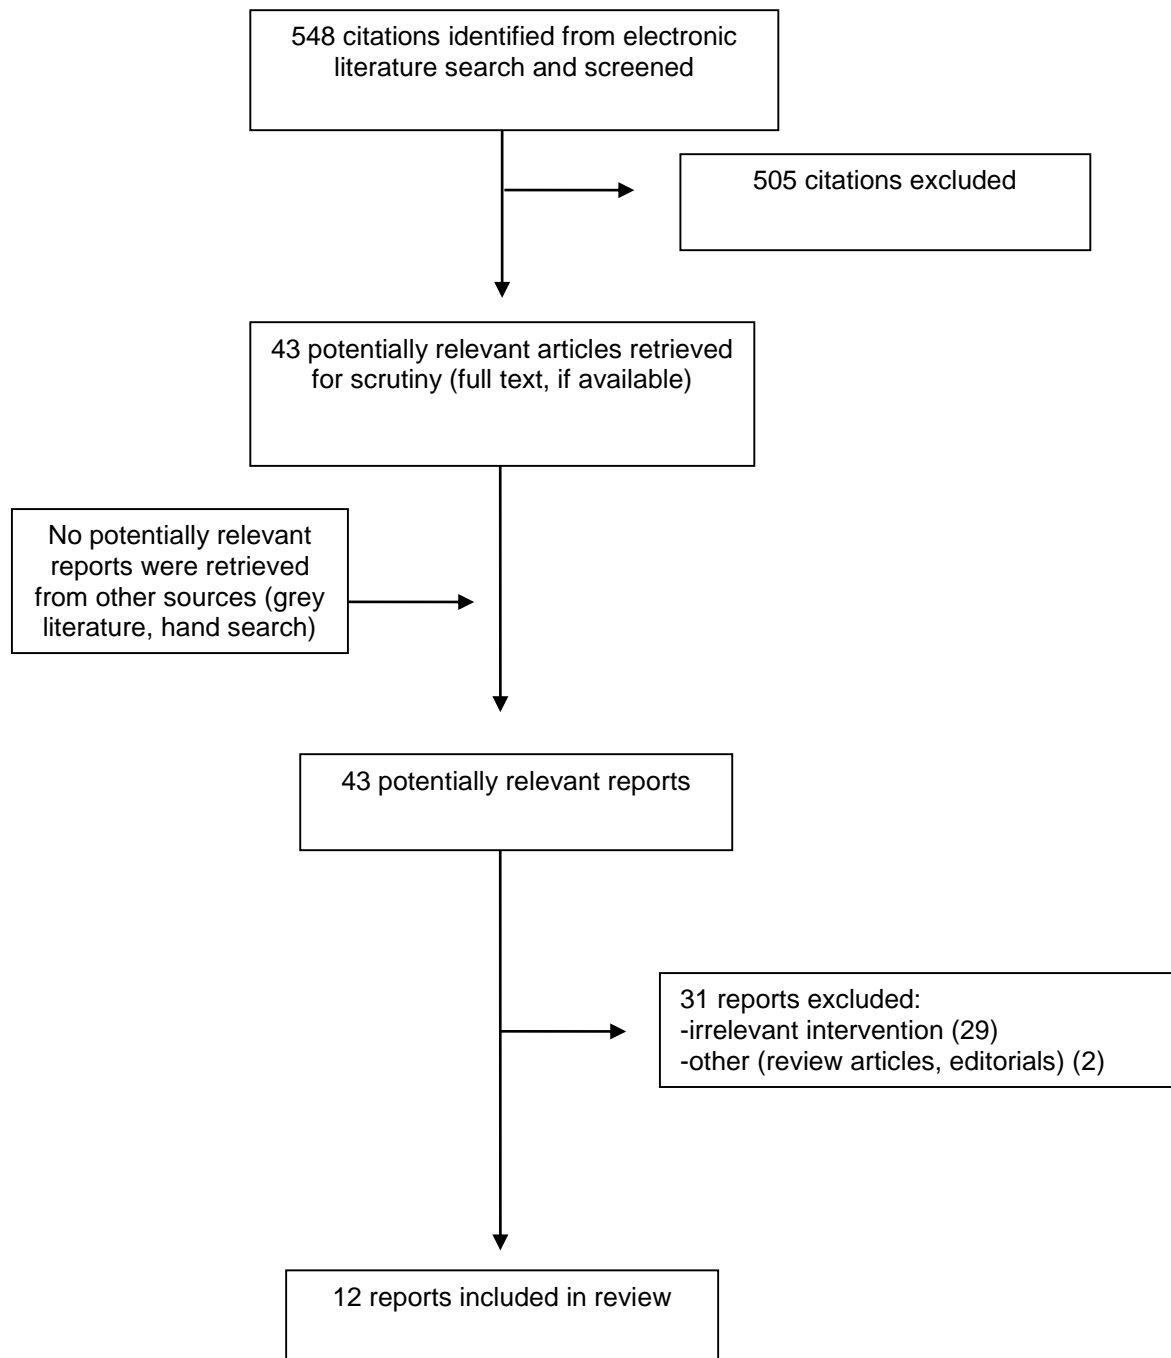 548 citations identified from electronic
literature search and screened
505 citations excluded
43 potentially relevant articles retrieved
for scrutiny (full text, if available)
No potentially relevant
reports were retrieved
from other sources (grey
literature, hand search)
43 potentially relevant reports
31 reports excluded:
-irrelevant intervention (29)
-other (review articles, editorials) (2)
12 reports included in review